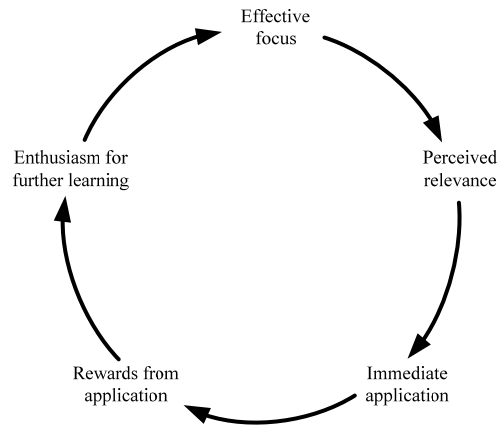 Effective
focus
Perceived
relevance
Immediate
application
Rewards from
application
Enthusiasm for
further learning